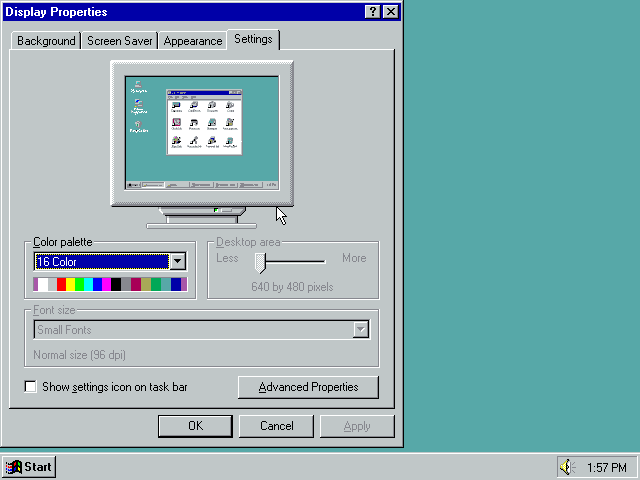 Display Properties
Background
Screen Saver
Appearance
Settings
Color palette
16 Color
Desktop area
Less
More
640 by 480 pixels
Font size
Small Fonts
Normal size (96 dpi)
Show settings icon on task bar
Advanced Properties
OK
Cancel
Apply
Start
1:57 PM